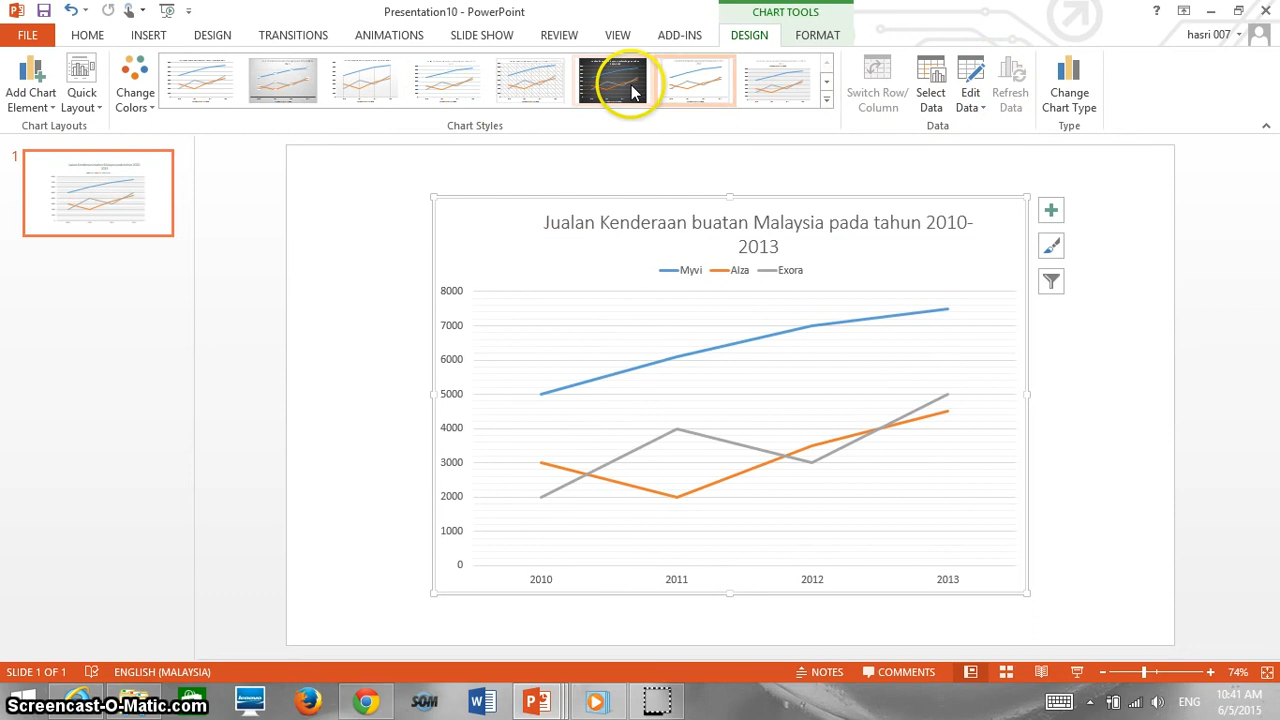 Presentation10 - PowerPoint
CHART TOOLS
?
FILE
HOME
INSERT
DESIGN
TRANSITIONS
ANIMATIONS
SLIDE SHOW
REVIEW
VIEW
ADD-INS
DESIGN
FORMAT
hasri 007
Add Chart
Element
Quick
Layout
Change
Colors
Switch Row/
Column
Select
Data
Edit
Data
Refresh
Data
Change
Chart Type
Chart Layouts
Chart Styles
Data
Type
1
Jualan Kenderaan buatan Malaysia pada tahun 2010-
2013
Myvi Alza Exora
8000
7000
6000
5000
4000
3000
2000
1000
0
2010 2011 2012 2013
SLIDE 1 OF 1
ENGLISH (MALAYSIA)
NOTES
COMMENTS
74%
SOM
lenovo
ENG
10:41 AM
6/5/2015
Screencast-O-Matic.com